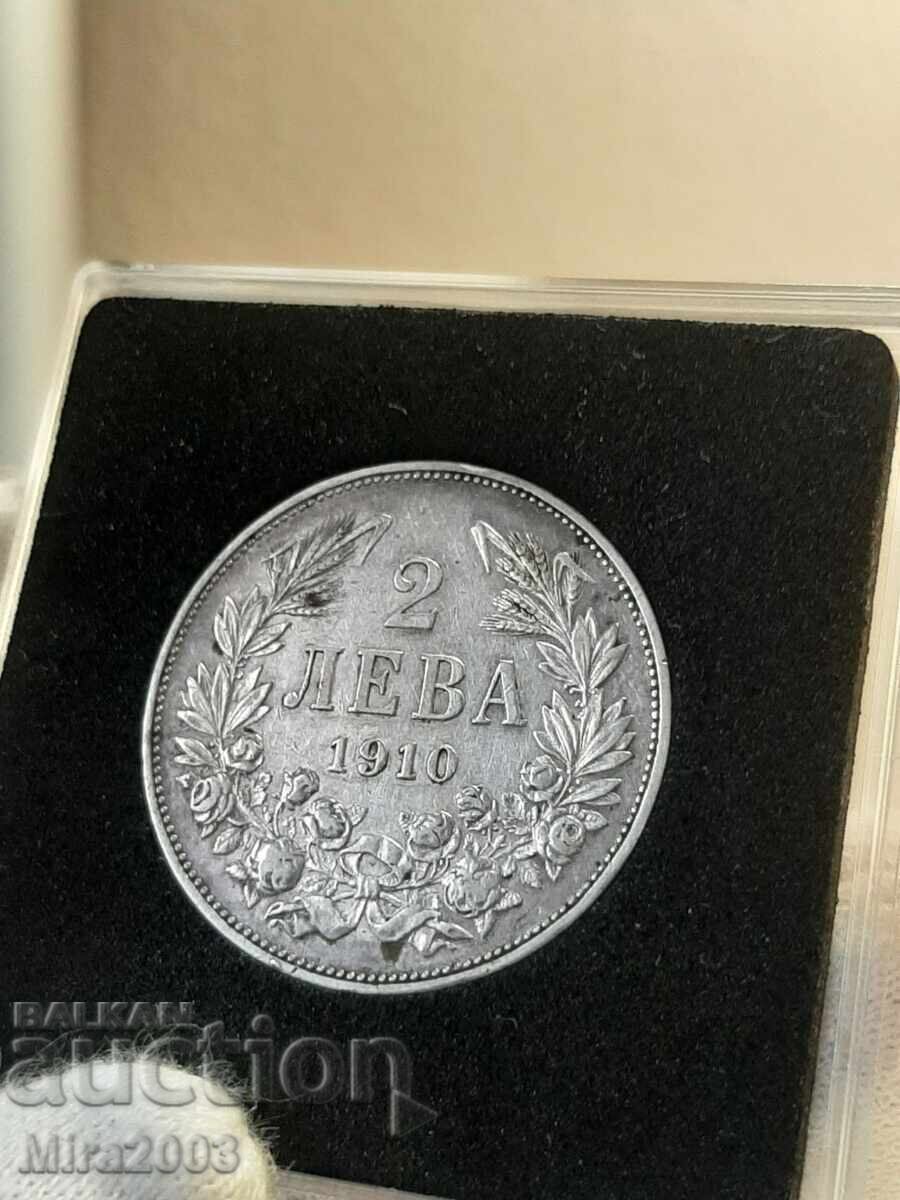 2
ЛЕВА
1910
BALKAN
auction
Mira2003